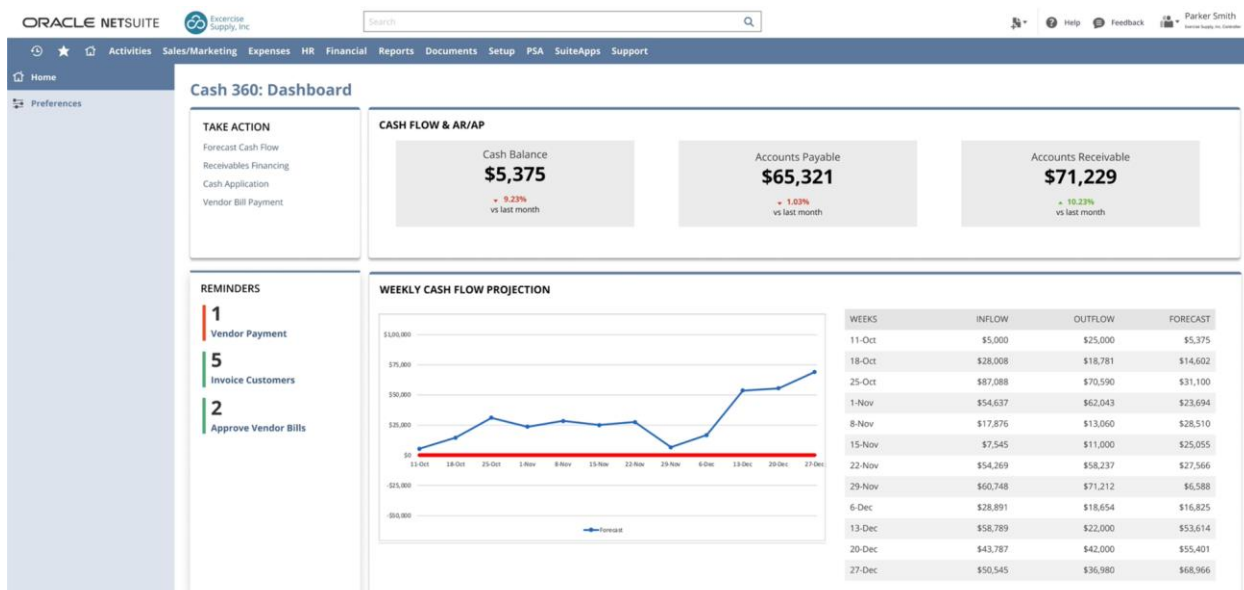 ORACLE NETSUITE
Excercise
Supply, Inc
Search
Help
Feedback
Parker Smith
Exercise Supply, Inc. Controller
Activities Sales/Marketing Expenses HR Financial Reports Documents Setup PSA SuiteApps Support
Home
Preferences
Cash 360: Dashboard
TAKE ACTION
Forecast Cash Flow
Receivables Financing
Cash Application
Vendor Bill Payment
CASH FLOW & AR/AP
Cash Balance
$5,375
9.23%
vs last month
Accounts Payable
$65,321
1.03%
vs last month
Accounts Receivable
$71,229
10.23%
vs last month
REMINDERS
1
Vendor Payment
5
Invoice Customers
2
Approve Vendor Bills
WEEKLY CASH FLOW PROJECTION
$1,00,000
$75,000
$50,000
$25,000
$0
-$25,000
-$50,000
11-Oct 18-Oct 25-Oct 1-Nov 8-Nov 15-Nov 22-Nov 29-Nov 6-Dec 13-Dec 20-Dec 27-Dec
Forecast
WEEKS INFLOW OUTFLOW FORECAST
11-Oct $5,000 $25,000 $5,375
18-Oct $28,008 $18,781 $14,602
25-Oct $87,088 $70,590 $31,100
1-Nov $54,637 $62,043 $23,694
8-Nov $17,876 $13,060 $28,510
15-Nov $7,545 $11,000 $25,055
22-Nov $54,269 $58,237 $27,566
29-Nov $60,748 $71,212 $6,588
6-Dec $28,891 $18,654 $16,825
13-Dec $58,789 $22,000 $53,614
20-Dec $43,787 $42,000 $55,401
27-Dec $50,545 $36,980 $68,966